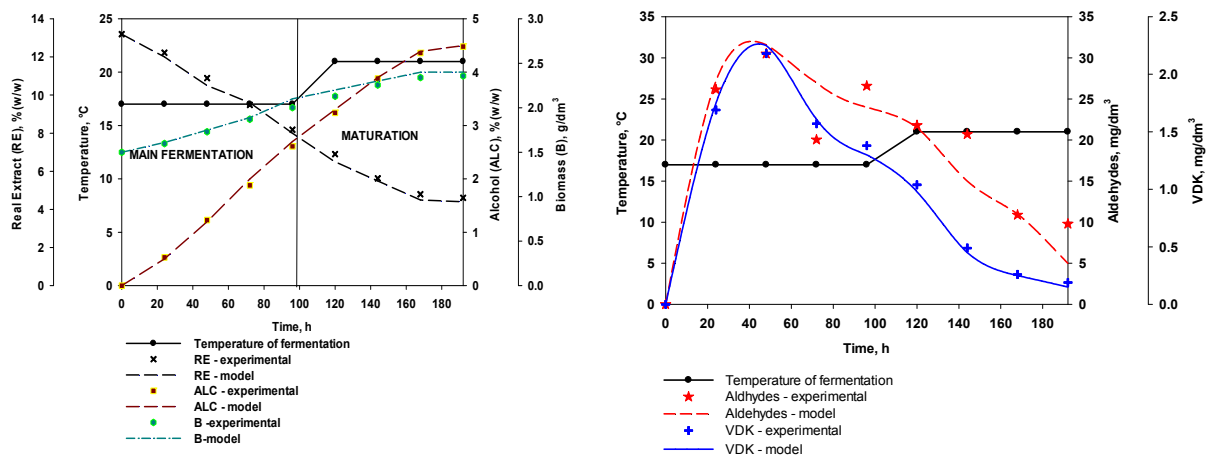 Real Extract (RE), %(w/w)
14
12
10
8
6
4
2
0
Temperature, °C
25
20
15
10
5
0
MAIN FERMENTATION
MATURATION
5
4
3
2
1
0
Alcohol (ALC), %(w/w)
3.0
2.5
2.0
1.5
1.0
0.5
0.0
Biomass (B), g/dm3
0 20 40 60 80 100 120 140 160 180
Time, h
Temperature of fermentation
RE - experimental
RE - model
ALC - experimental
ALC - model
B -experimental
B-model
Temperature, °C
35
30
25
20
15
10
5
0
35
30
25
20
15
10
5
0
Aldehydes, mg/dm3
2.5
2.0
1.5
1.0
0.5
0.0
VDK, mg/dm3
0 20 40 60 80 100 120 140 160 180
Time, h
Temperature of fermentation
Aldhydes - experimental
Aldehydes - model
VDK - experimental
VDK - model